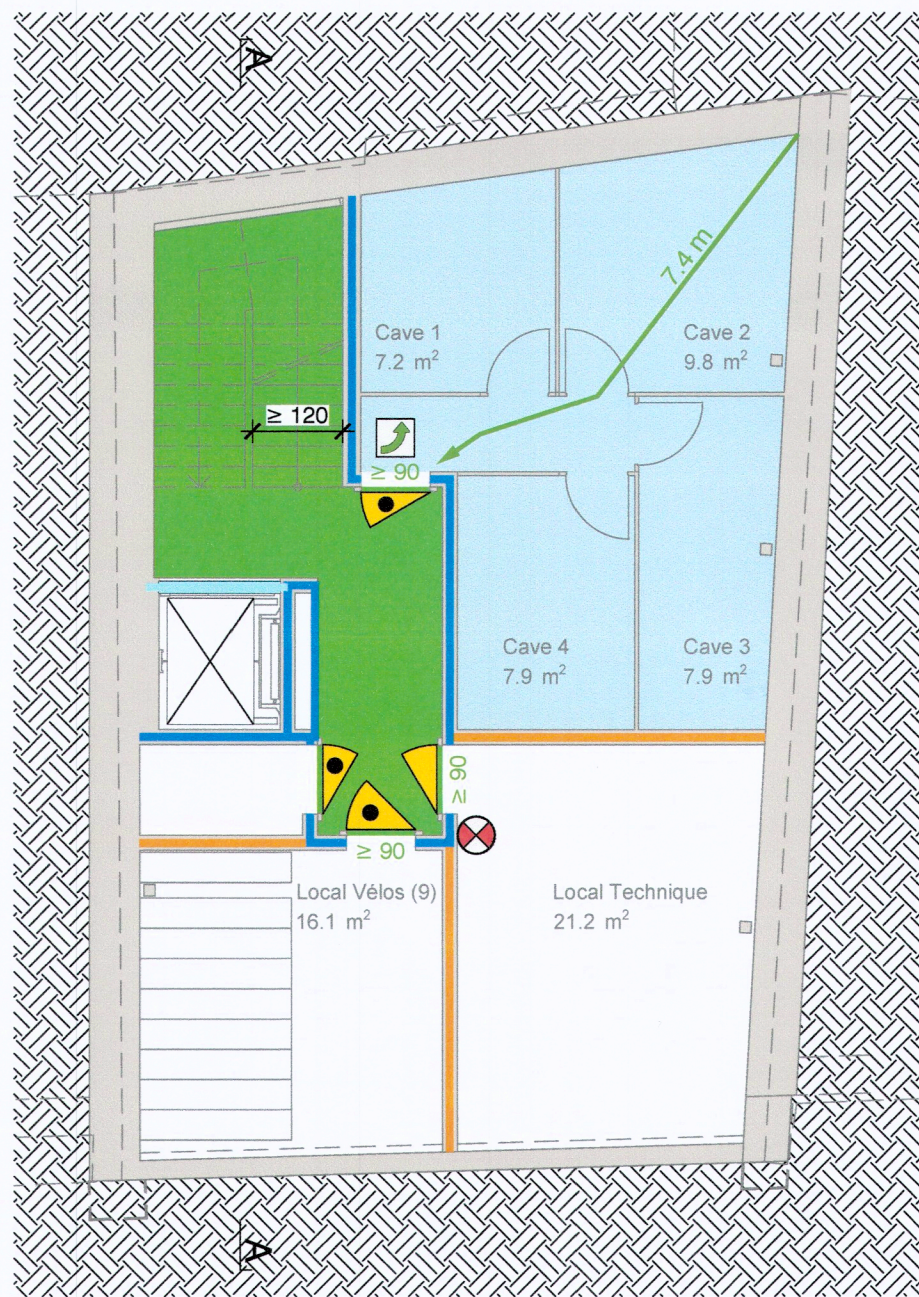 A
7.4 m
Cave 1
7.2 m²
Cave 2
9.8 m²
≥ 120
≥ 90
Cave 4
7.9 m²
Cave 3
7.9 m²
≥ 90
≥ 90
Local Vélos (9)
16.1 m²
Local Technique
21.2 m²
A